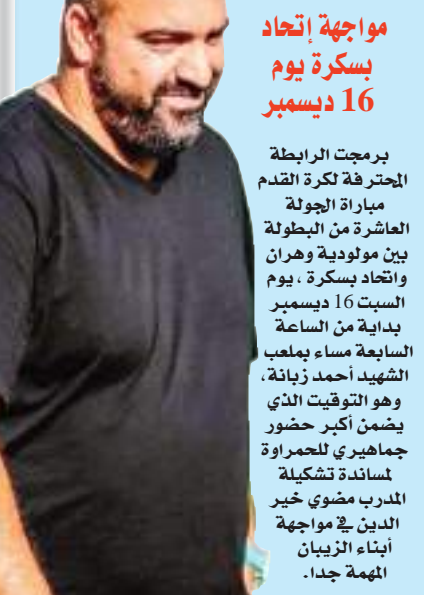 مواجهة إتحاد
بسكرة يوم
16 ديسمبر
برمجت الرابطة
المحترفة لكرة القدم
مباراة الجولة
العاشرة من البطولة
بين مولودية وهران
واتحاد بسكرة ، يوم
السبت 16 ديسمبر
بداية من الساعة
السابعة مساء بملعب
الشهيد أحمد زبانة،
وهو التوقيت الذي
يضمن أكبر حضور
جماهيري للحمراوة
لمساندة تشكيلة
المدرب مضوي خير
الدين في مواجهة
أبناء الزيبان
المهمة جدا.